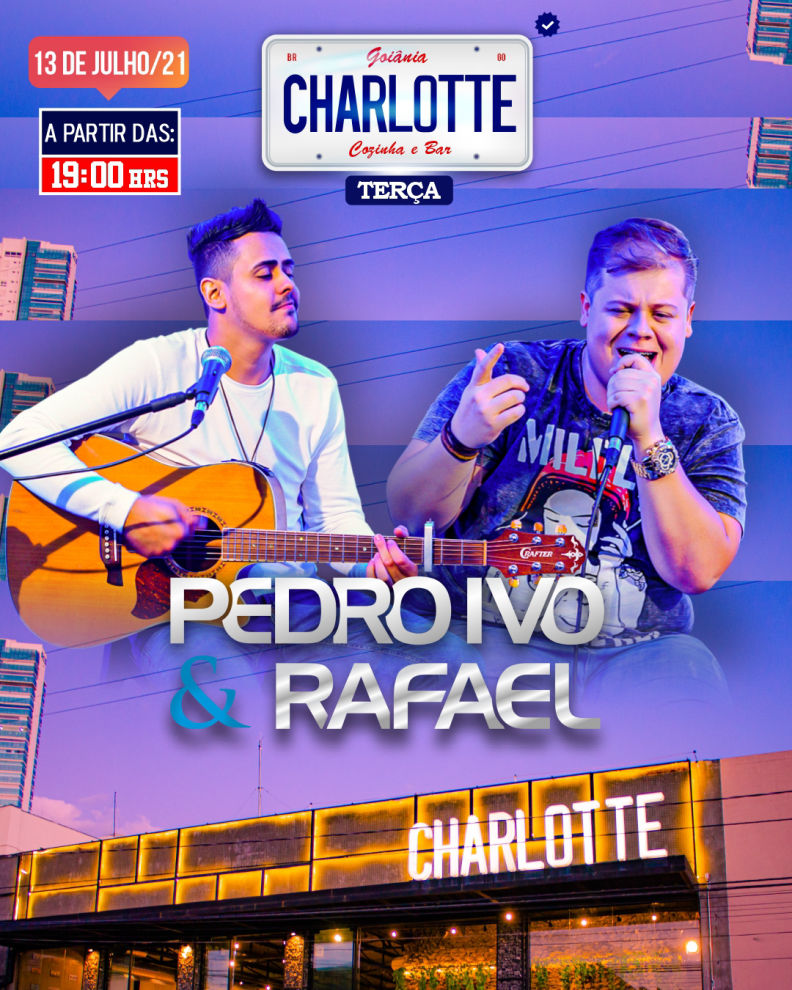 13 DE JULHO/21
A PARTIR DAS:
19:00 HRS
BR
Goiânia
GO
CHARLOTTE
Cozinha e Bar
TERÇA
CRAFTER
PEDRO IVO
& RAFAEL
CHARLOTTE